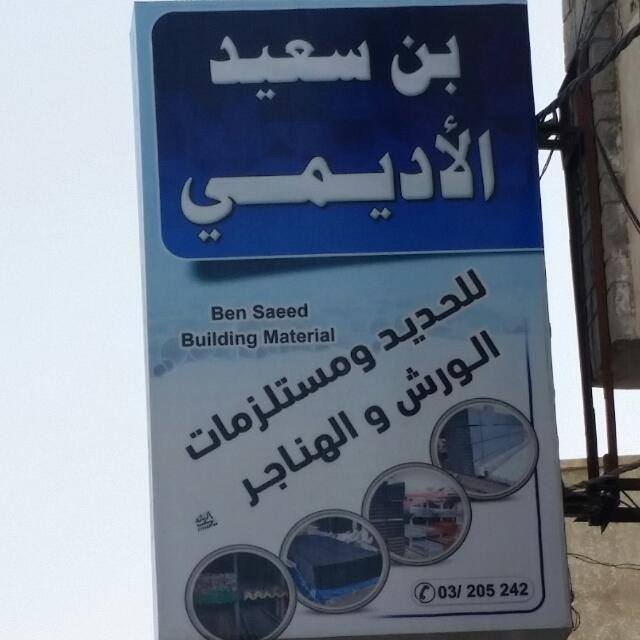 بن سعيد
الأديمي
Ben Saeed
Building Material
للحديد ومستلزمات
الورش و الهناجر
03/ 205 242